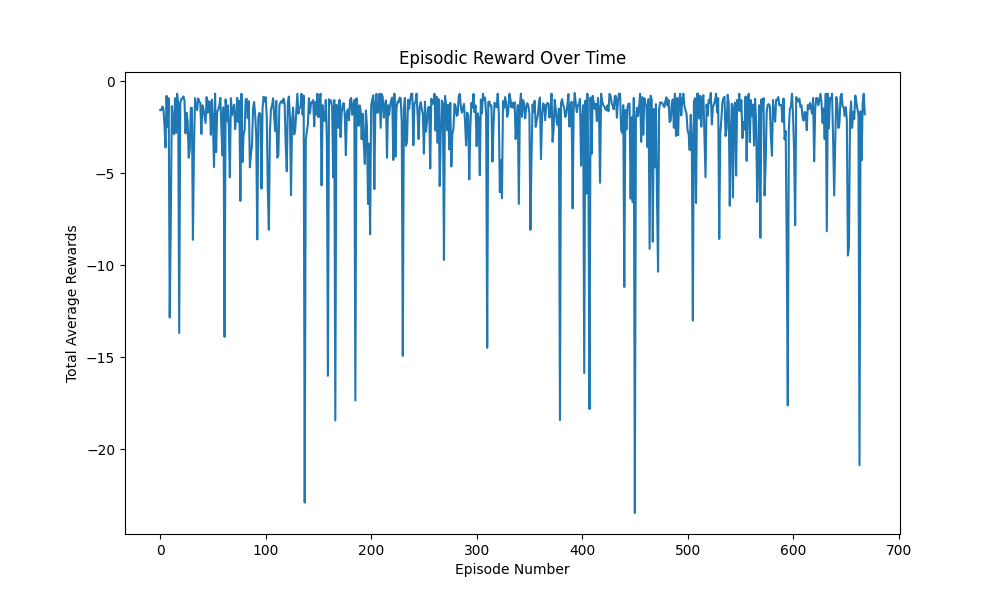 Episodic Reward Over Time
Total Average Rewards
0
−5
−10
−15
−20
0 100 200 300 400 500 600 700
Episode Number